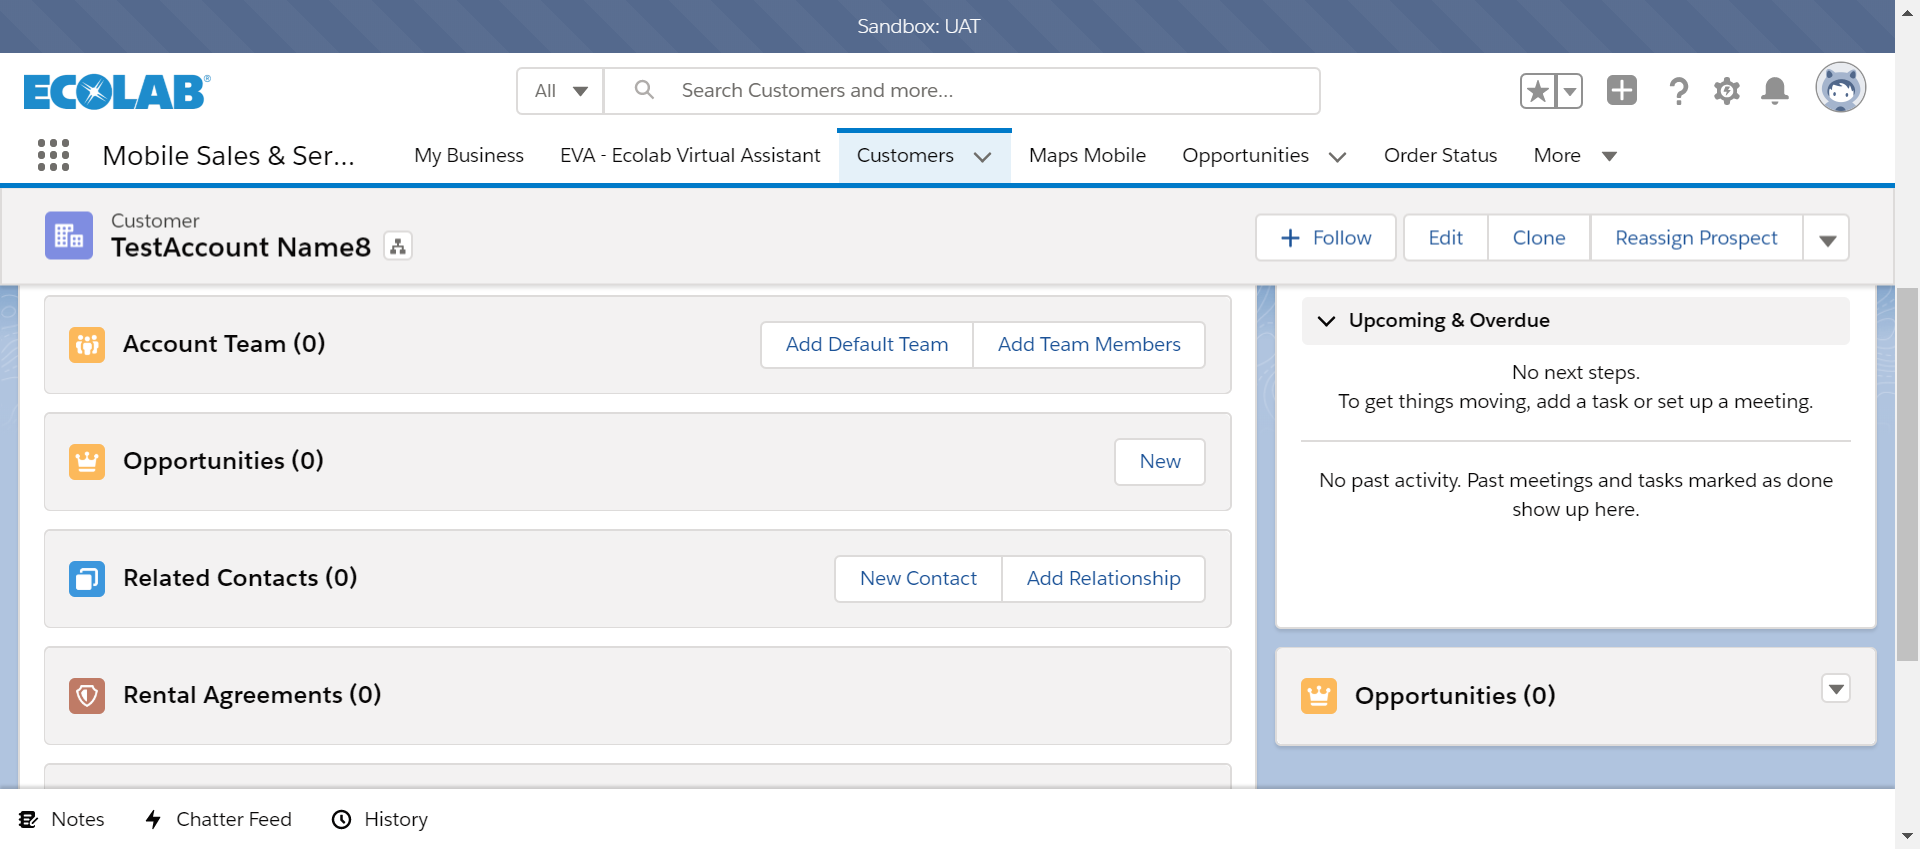 Sandbox: UAT
ECOLAB®
All
Search Customers and more...
Mobile Sales & Ser...
My Business
EVA - Ecolab Virtual Assistant
Customers
Maps Mobile
Opportunities
Order Status
More
Customer
TestAccount Name8
Follow
Edit
Clone
Reassign Prospect
Account Team (0)
Add Default Team
Add Team Members
Opportunities (0)
New
Related Contacts (0)
New Contact
Add Relationship
Rental Agreements (0)
Upcoming & Overdue
No next steps.
To get things moving, add a task or set up a meeting.
No past activity. Past meetings and tasks marked as done
show up here.
Opportunities (0)
Notes
Chatter Feed
History